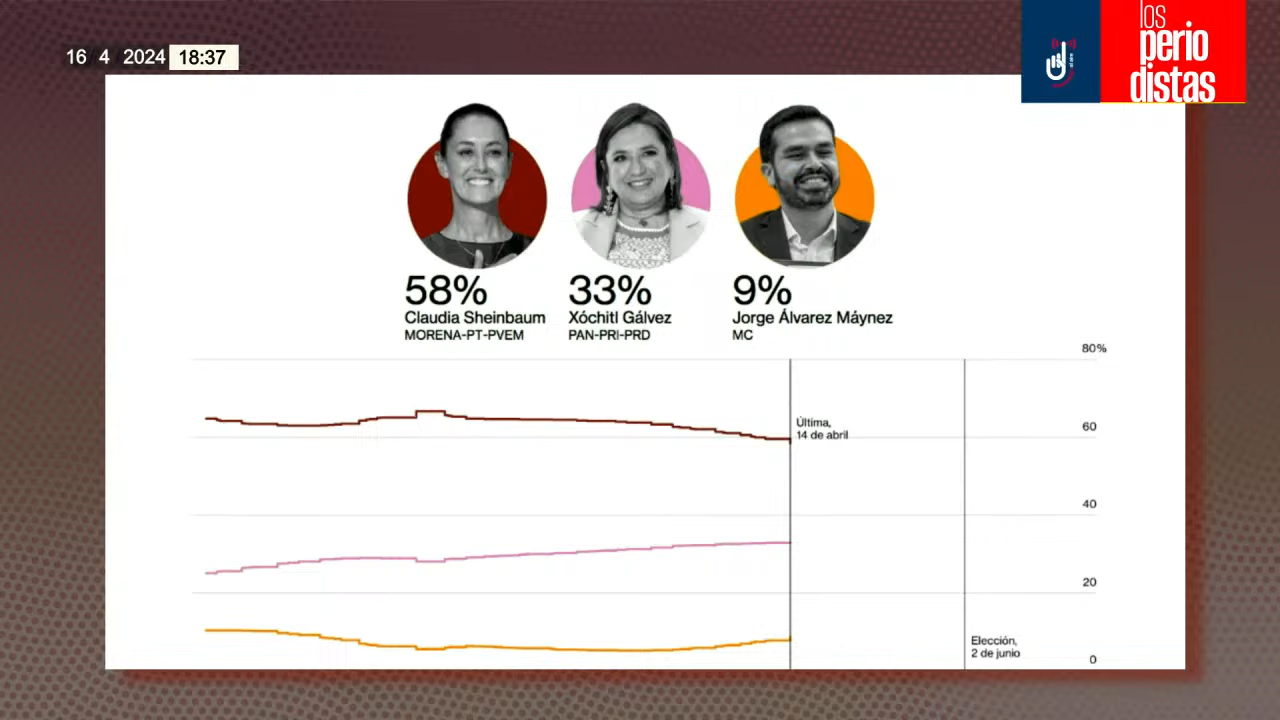 16 4 2024 18:37
los
perio
distas
58%
Claudia Sheinbaum
MORENA-PT-PVEM
33%
Xóchitl Gálvez
PAN-PRI-PRD
9%
Jorge Álvarez Máynez
MC
80%
Última,
14 de abril
60
40
20
Elección,
2 de junio
0